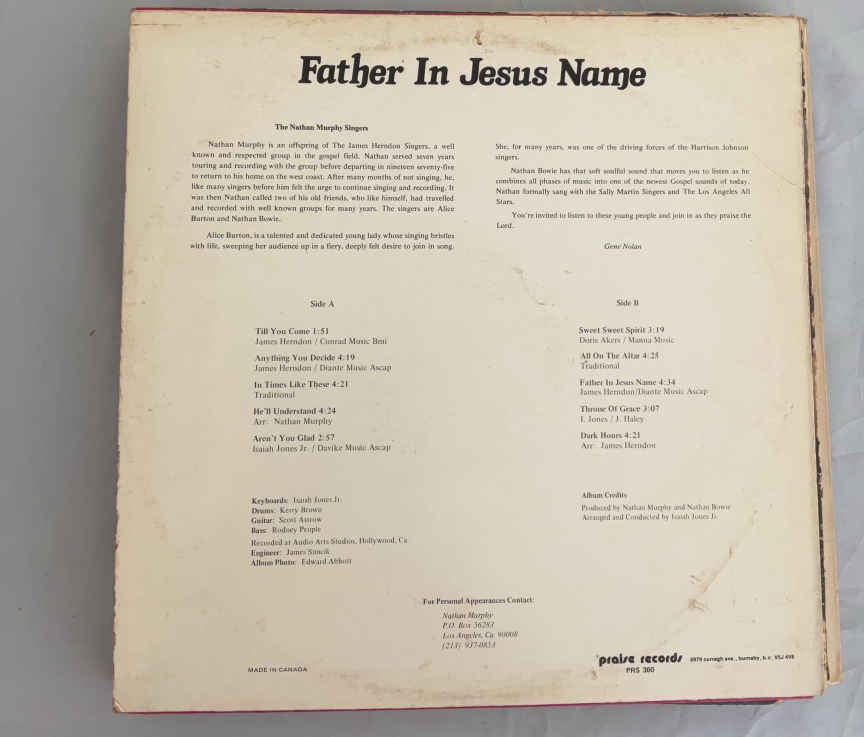 Father In Jesus Name
The Nathan Murphy Singers
Nathan Murphy is an offspring of The James Herndon Singers, a well
known and respected group in the gospel field. Nathan served seven years
touring and recording with the group before departing in nineteen seventy-five
to return to his home on the west coast. After many months of not singing, he,
like many singers before him felt the urge to continue singing and recording. It
was then Nathan called two of his old friends, who like himself, had travelled
and recorded with well known groups for many years. The singers are Alice
Burton and Nathan Bowie.
Alice Burton, is a talented and dedicated young lady whose singing bristles
with life, sweeping her audience up in a fiery, deeply felt desire to join in song.
She, for many years, was one of the driving forces of the Harrison Johnson
singers.
Nathan Bowie has that soft soulful sound that moves you to listen as he
combines all phases of music into one of the newest Gospel sounds of today.
Nathan formally sang with the Sally Martin Singers and The Los Angeles All
Stars.
You're invited to listen to these young people and join in as they praise the
Lord.
Gene Nolan
Side A
Till You Come 1:51
James Herndon / Conrad Music Bmi
Anything You Decide 4:19
James Herndon / Diante Music Ascap
In Times Like These 4:21
Traditional
He'll Understand 4:24
Arr: Nathan Murphy
Aren't You Glad 2:57
Isaiah Jones Jr. / Davike Music Ascap
Side B
Sweet Sweet Spirit 3:19
Doris Akers / Manna Music
All On The Altar 4:25
Traditional
Father In Jesus Name 4:34
James Herndon/Diante Music Ascap
Throne Of Grace 3:07
I. Jones / J. Haley
Dark Hours 4:21
Arr: James Herndon
Keyboards: Isaiah Jones Jr.
Drums: Kerry Brown
Guitar: Scott
Bass: Rodney People
Recorded at Audio Arts Studios, Hollywood, Ca.
Engineer: James
Album Photo: Edward Abbott
Album Credits
Produced by Nathan Murphy and Nathan Bowie
Arranged and Conducted by Isaiah Jones Jr.
For Personal Appearances Contact:
Nathan Murphy
P.O. Box 56283
Los Angeles, Ca. 90008
(213) 937-0853
MADE IN CANADA
praise records
PRS 360
burnaby, b.c. V5J 4V8